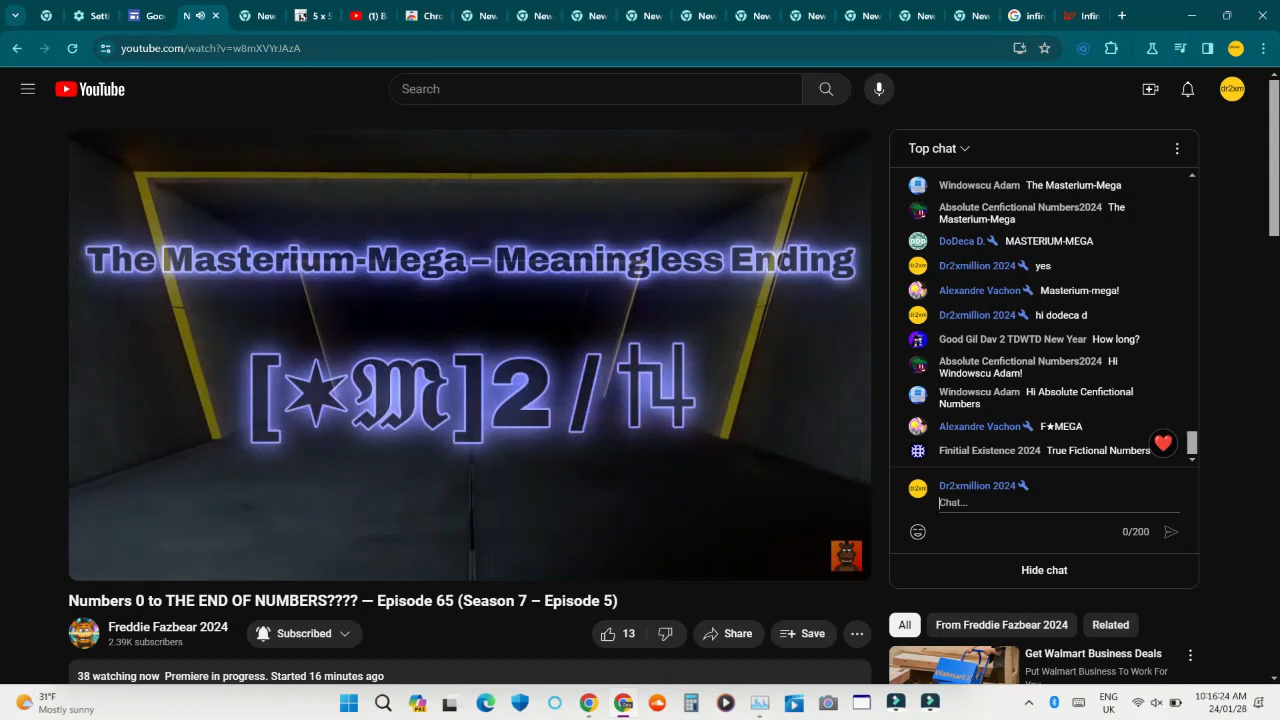 Setti
Goo
N
New
5 x 5
(1) B
Chro
New
New
New
New
New
New
New
New
New
New
infin
Infin
youtube.com/watch?v=w8mXVYrJAzA
YouTube
Search
dr2xm
The Masterium-Mega – Meaningless Ending
[✶𝔐]2 /
Top chat
Windowscu Adam The Masterium-Mega
Absolute Cenfictional Numbers2024 The
Masterium-Mega
DoDeca D. MASTERIUM-MEGA
Dr2xmillion 2024 yes
Alexandre Vachon Masterium-mega!
Dr2xmillion 2024 hi dodeca d
Good Gil Dav 2 TDWTD New Year How long?
Absolute Cenfictional Numbers2024 Hi
Windowscu Adam!
Windowscu Adam Hi Absolute Cenfictional
Numbers
Alexandre Vachon F★MEGA
Finitial Existence 2024 True Fictional Numbers
Dr2xmillion 2024
Chat...
0/200
Hide chat
Numbers 0 to THE END OF NUMBERS???? — Episode 65 (Season 7 – Episode 5)
Freddie Fazbear 2024
2.39K subscribers
Subscribed
13
Share
Save
38 watching now Premiere in progress. Started 16 minutes ago
All
From Freddie Fazbear 2024
Related
Get Walmart Business Deals
Put Walmart Business To Work For
31°F
Mostly sunny
ENG
UK
10:16:24 AM
24/01/28